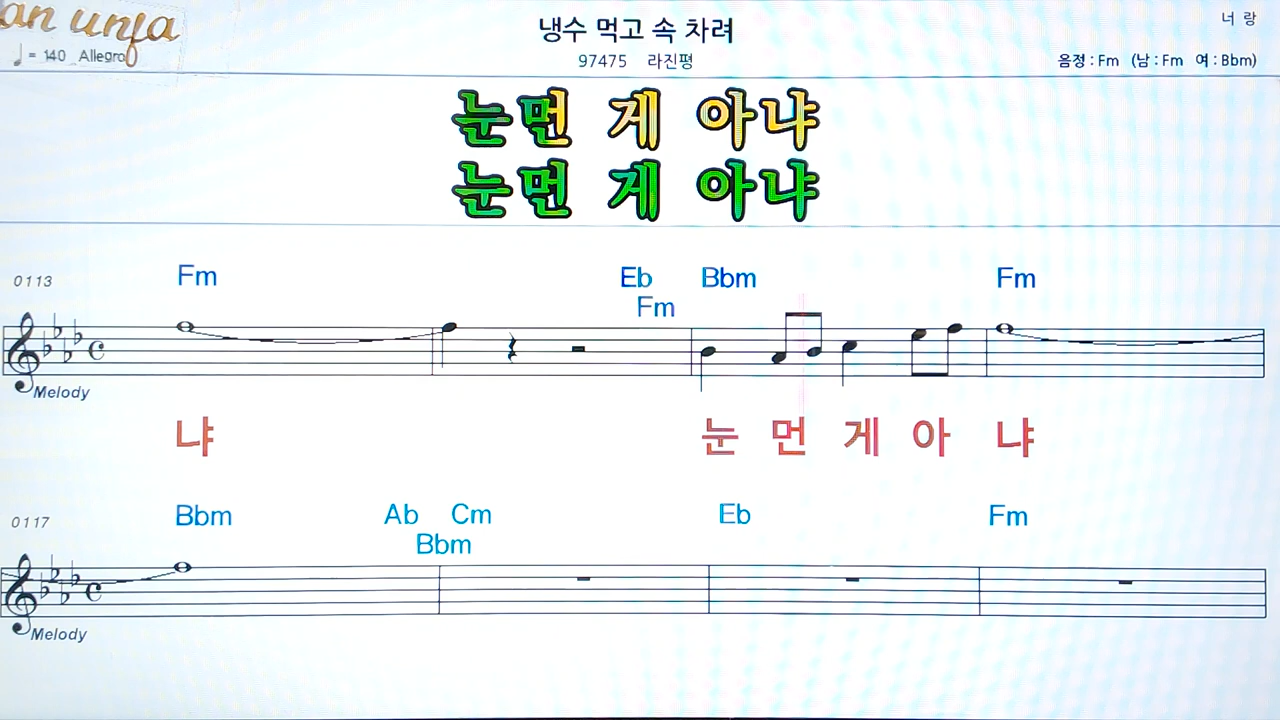 an unfa
♩ = 140 Allegro
냉수 먹고 속 차려
97475 라진평
너 랑
음정 : Fm (남 : Fm 여 : Bbm)
눈먼 게 아냐
눈먼 게 아냐
0113
Fm Eb Bbm Fm
Fm
Melody
냐 눈 먼 게 아 냐
0117
Bbm Ab Cm Eb Fm
Bbm
Melody